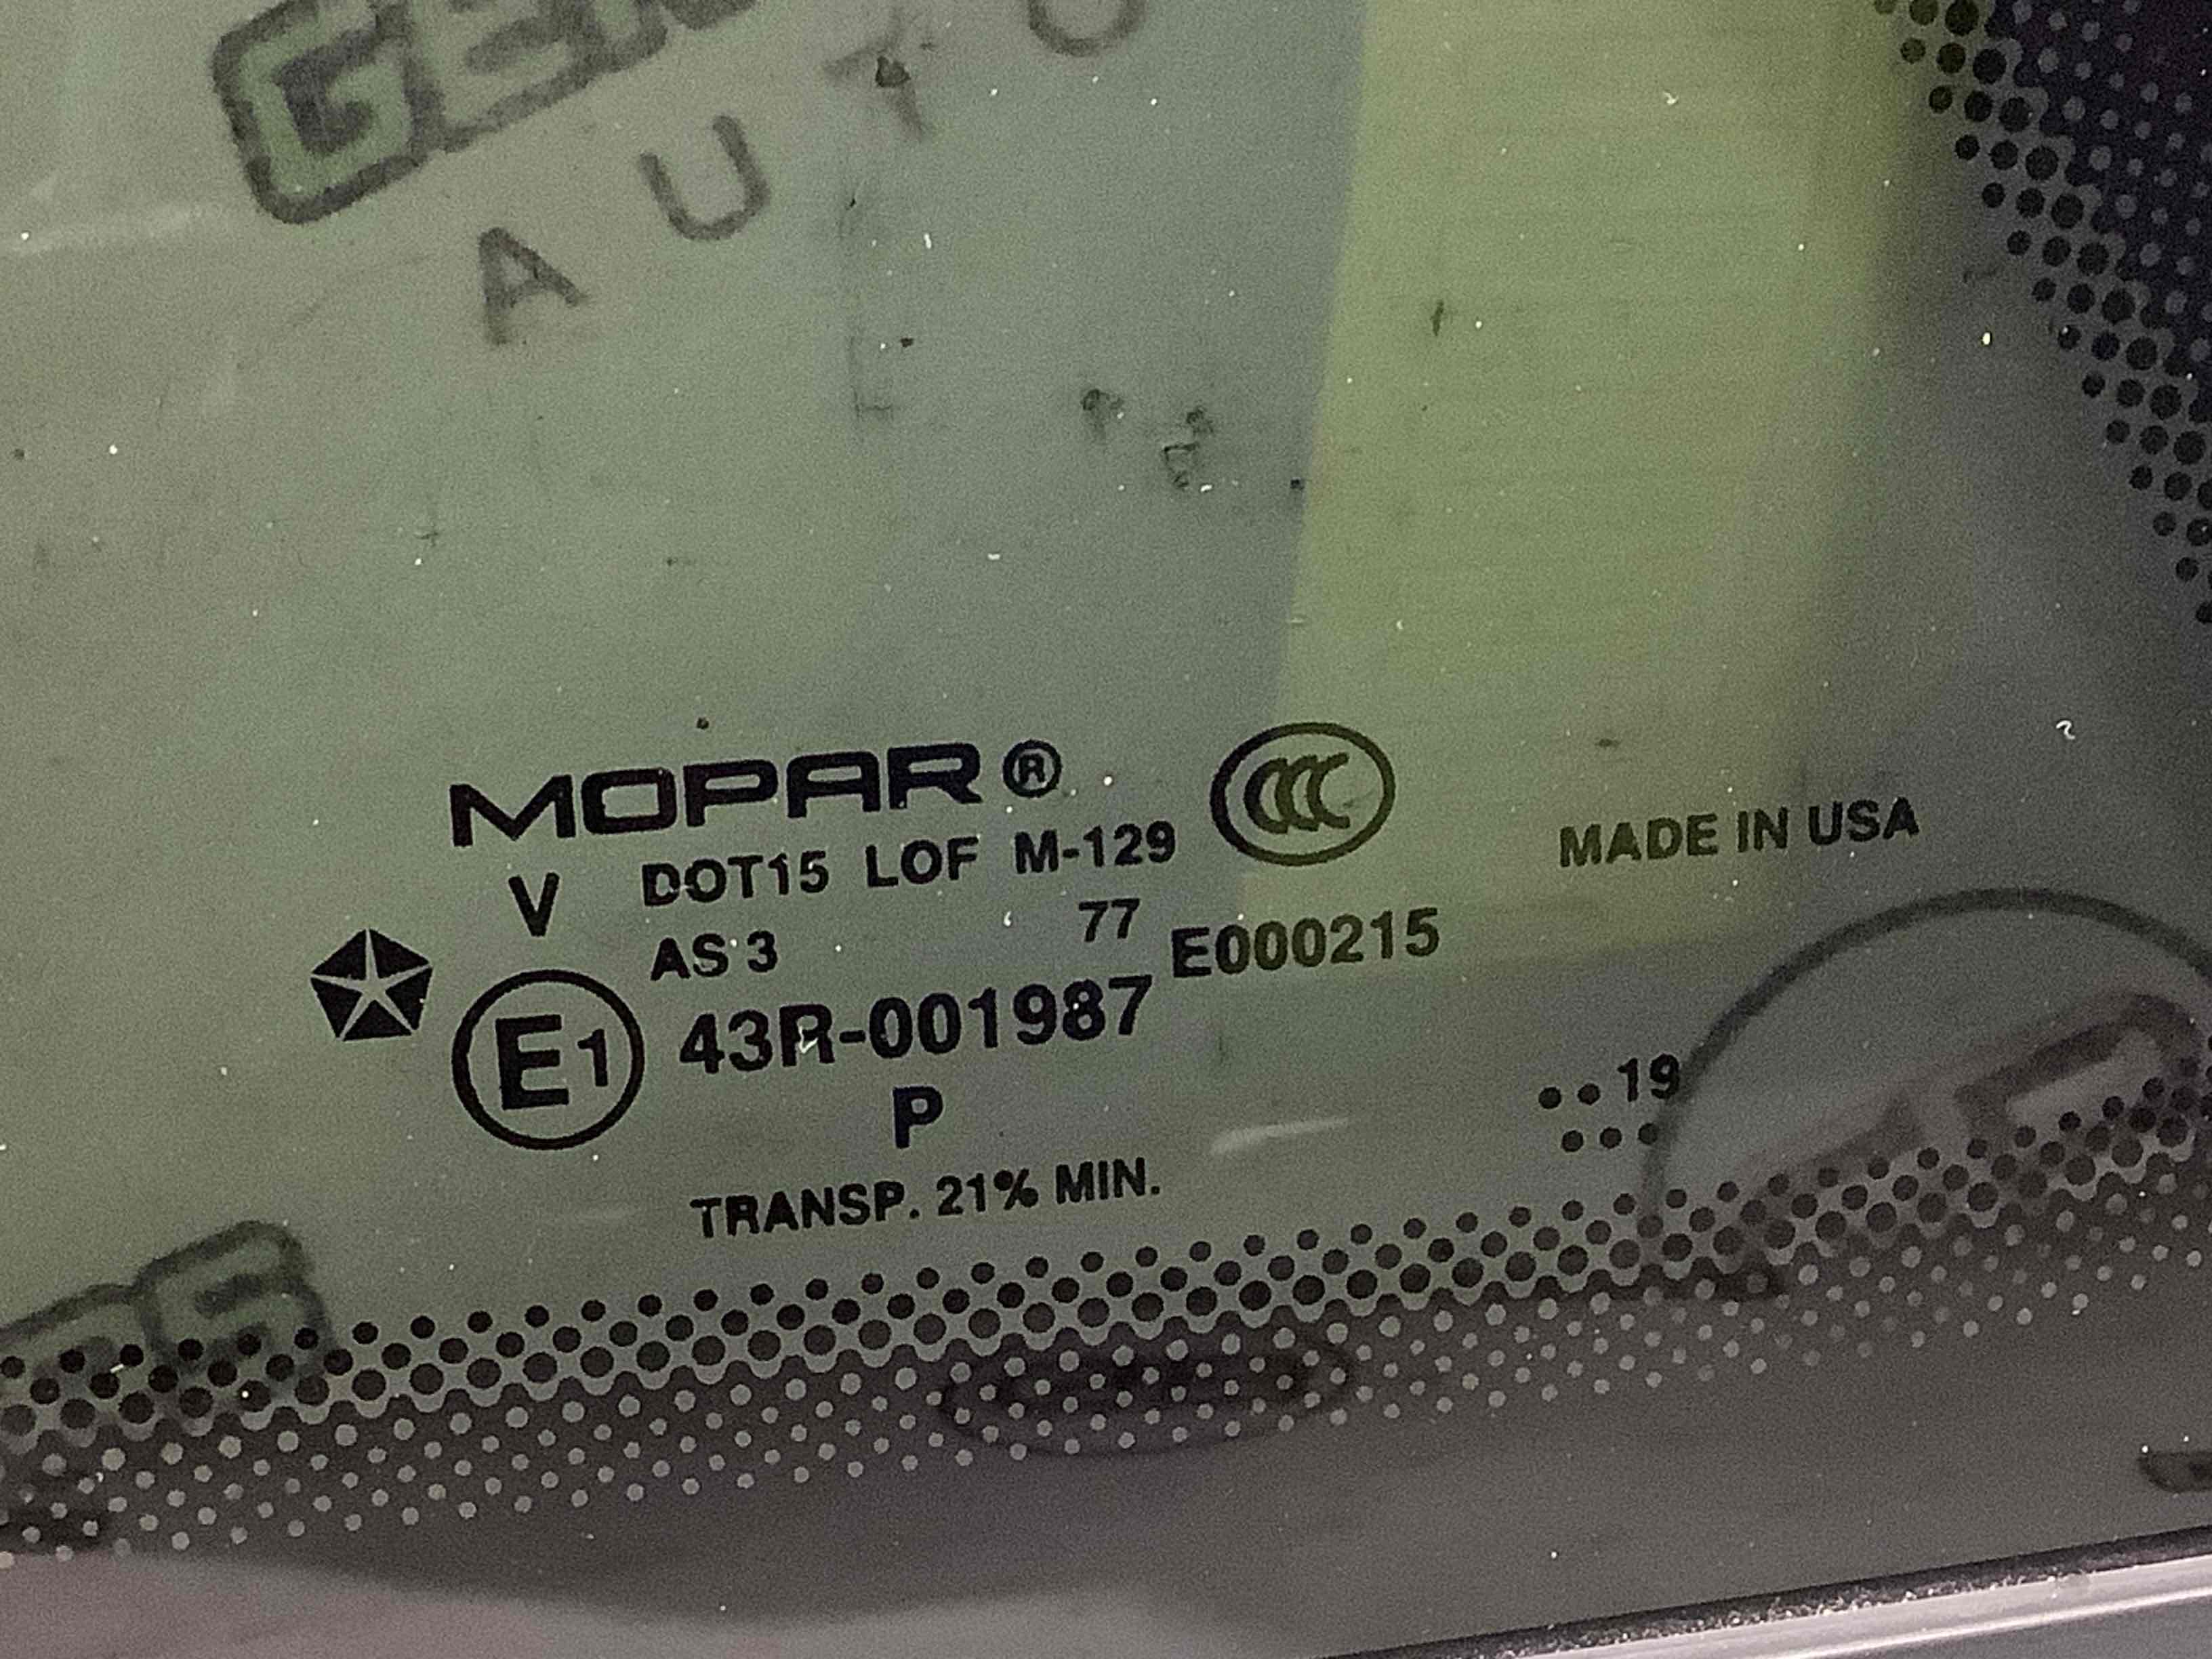 AUTO
MOPAR®
CCC
V DOT15 LOF M-129
MADE IN USA
AS 3 77
E000215
E1 43R-001987
.. 19
...
P
TRANSP. 21% MIN.